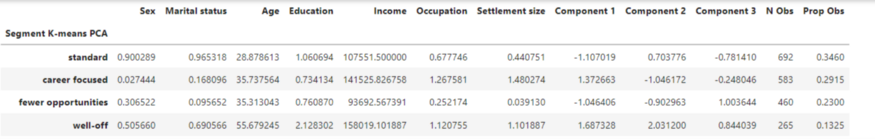 Sex Marital status Age Education Income Occupation Settlement size Component 1 Component 2 Component 3 N Obs Prop Obs
Segment K-means PCA
standard 0.900289 0.965318 28.878613 1.060694 107551.500000 0.677746 0.440751 -1.107019 0.703776 -0.781410 692 0.3460
career focused 0.027444 0.168096 35.737564 0.734134 141525.826758 1.267581 1.480274 1.372663 -1.046172 -0.248046 583 0.2915
fewer opportunities 0.306522 0.095652 35.313043 0.760870 93692.567391 0.252174 0.039130 -1.046406 -0.902963 1.003644 460 0.2300
well-off 0.505660 0.690566 55.679245 2.128302 158019.101887 1.120755 1.101887 1.687328 2.031200 0.844039 265 0.1325